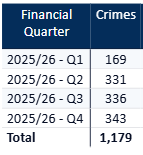 Financial Quarter Crimes
2025/26 - Q1 169
2025/26 - Q2 331
2025/26 - Q3 336
2025/26 - Q4 343
Total 1,179